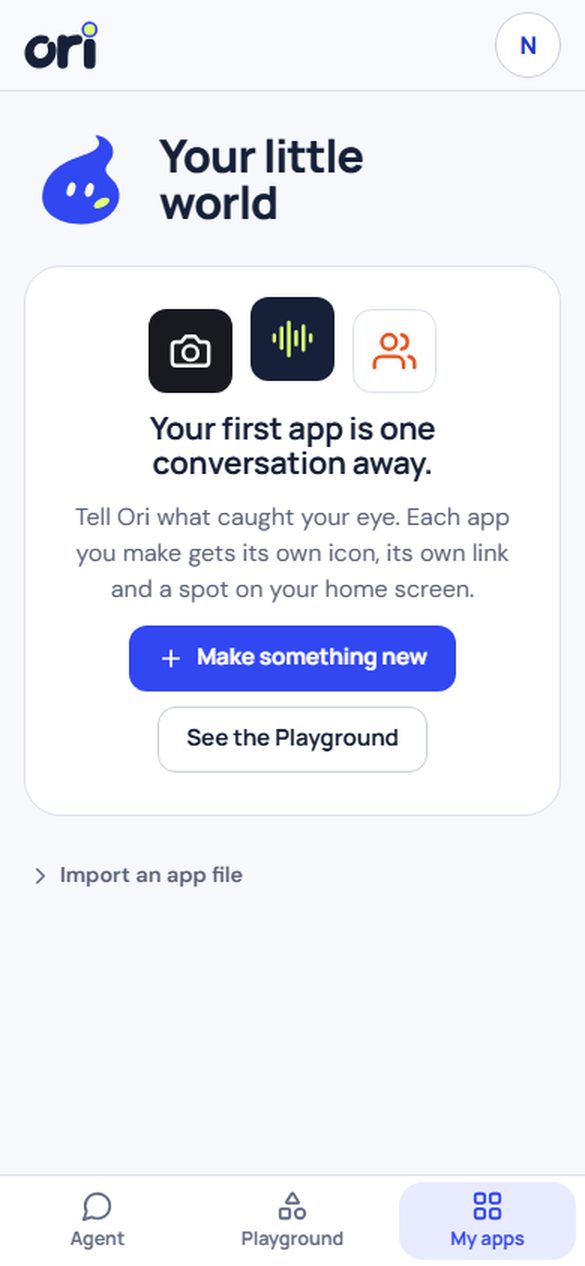 ori
N
Your little
world
Your first app is one
conversation away.
Tell Ori what caught your eye. Each app
you make gets its own icon, its own link
and a spot on your home screen.
Make something new
See the Playground
Import an app file
Agent
Playground
My apps